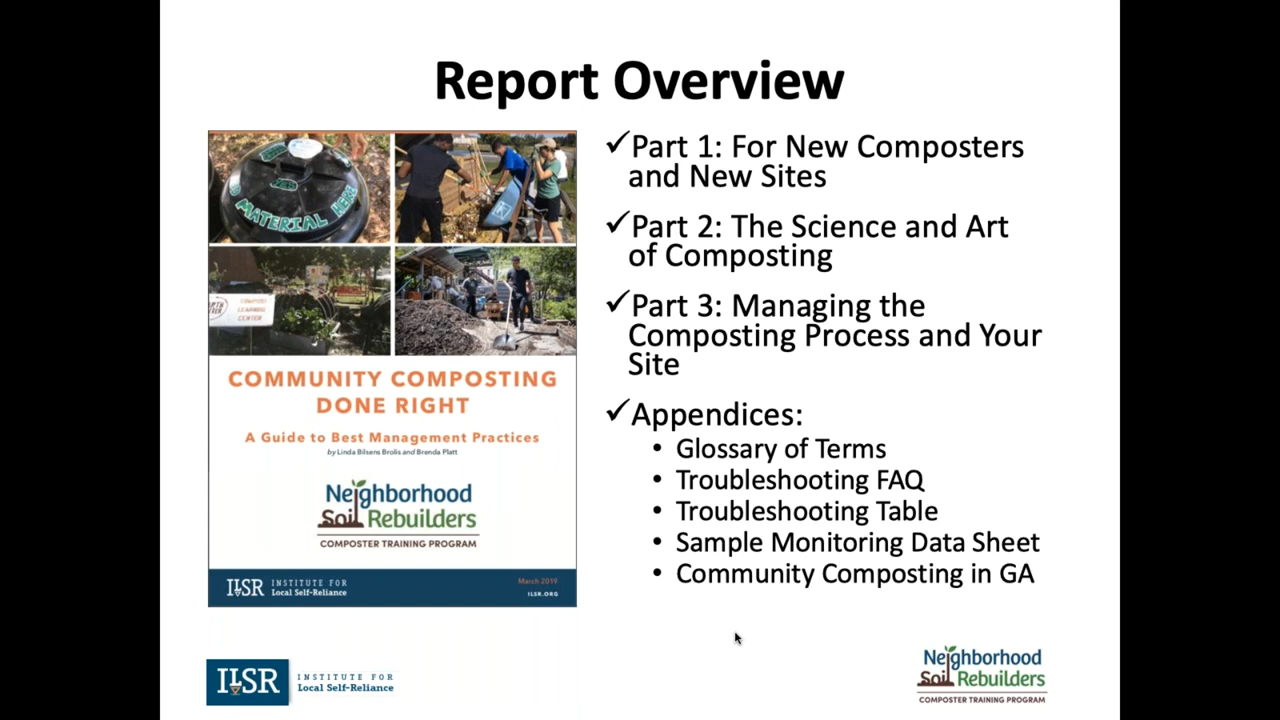 Report Overview
YES
MATERIAL HERE
LEARNING
CENTER
COMMUNITY COMPOSTING
DONE RIGHT
A Guide to Best Management Practices
by Linda Bilsens Brolis and Brenda Platt
Neighborhood
Soil Rebuilders
COMPOSTER TRAINING PROGRAM
ILSR INSTITUTE FOR
Local Self-Reliance
March 2019
ILSR.ORG
✓Part 1: For New Composters
and New Sites
✓Part 2: The Science and Art
of Composting
✓Part 3: Managing the
Composting Process and Your
Site
✓Appendices:
• Glossary of Terms
• Troubleshooting FAQ
• Troubleshooting Table
• Sample Monitoring Data Sheet
• Community Composting in GA
ILSR INSTITUTE FOR
Local Self-Reliance
Neighborhood
Soil Rebuilders
COMPOSTER TRAINING PROGRAM